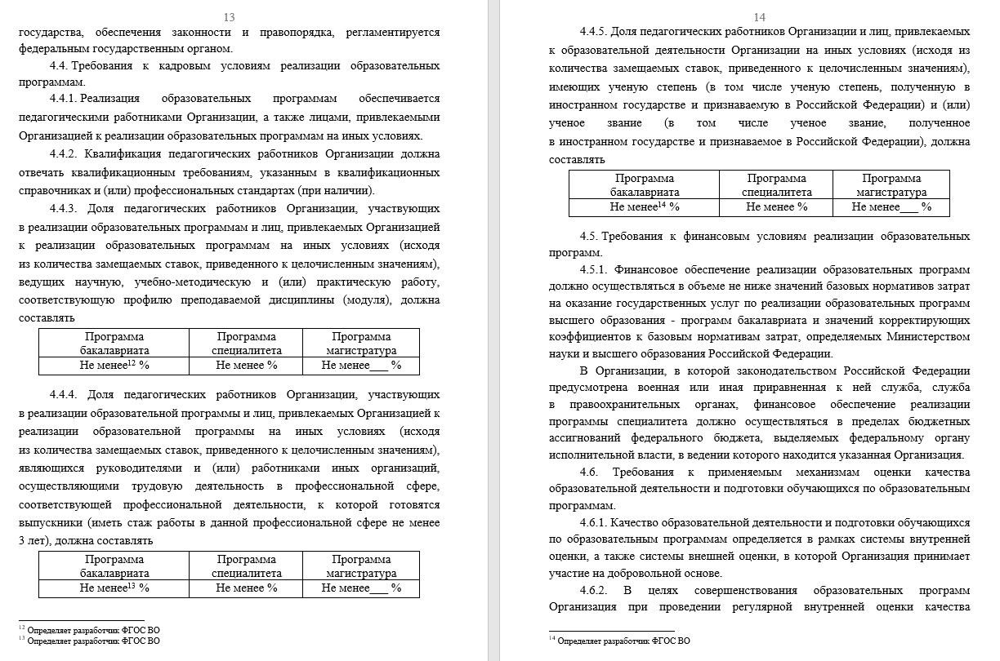 13
государства, обеспечения законности и правопорядка, регламентируется
федеральным государственным органом.
4.4. Требования к кадровым условиям реализации образовательных
программам.
4.4.1. Реализация образовательных программам обеспечивается
педагогическими работниками Организации, а также лицами, привлекаемыми
Организацией к реализации образовательных программам на иных условиях.
4.4.2. Квалификация педагогических работников Организации должна
отвечать квалификационным требованиям, указанным в квалификационных
справочниках и (или) профессиональных стандартах (при наличии).
4.4.3. Доля педагогических работников Организации, участвующих
в реализации образовательных программам и лиц, привлекаемых Организацией
к реализации образовательных программам на иных условиях (исходя
из количества замещаемых ставок, приведенного к целочисленным значениям),
ведущих научную, учебно-методическую и (или) практическую работу,
соответствующую профилю преподаваемой дисциплины (модуля), должна
составлять
Программа бакалавриата | Программа специалитета | Программа магистратура
Не менее12 % | Не менее % | Не менее___ %
4.4.4. Доля педагогических работников Организации, участвующих
в реализации образовательной программы и лиц, привлекаемых Организацией к
реализации образовательной программы на иных условиях (исходя
из количества замещаемых ставок, приведенного к целочисленным значениям),
являющихся руководителями и (или) работниками иных организаций,
осуществляющими трудовую деятельность в профессиональной сфере,
соответствующей профессиональной деятельности, к которой готовятся
выпускники (иметь стаж работы в данной профессиональной сфере не менее
3 лет), должна составлять
Программа бакалавриата | Программа специалитета | Программа магистратура
Не менее13 % | Не менее % | Не менее___ %
12 Определяет разработчик ФГОС ВО
13 Определяет разработчик ФГОС ВО
14
4.4.5. Доля педагогических работников Организации и лиц, привлекаемых
к образовательной деятельности Организации на иных условиях (исходя из
количества замещаемых ставок, приведенного к целочисленным значениям),
имеющих ученую степень (в том числе ученую степень, полученную в
иностранном государстве и признаваемую в Российской Федерации) и (или)
ученое звание (в том числе ученое звание, полученное
в иностранном государстве и признаваемое в Российской Федерации), должна
составлять
Программа бакалавриата | Программа специалитета | Программа магистратура
Не менее14 % | Не менее % | Не менее___ %
4.5. Требования к финансовым условиям реализации образовательных
программ.
4.5.1. Финансовое обеспечение реализации образовательных программ
должно осуществляться в объеме не ниже значений базовых нормативов затрат
на оказание государственных услуг по реализации образовательных программ
высшего образования - программ бакалавриата и значений корректирующих
коэффициентов к базовым нормативам затрат, определяемых Министерством
науки и высшего образования Российской Федерации.
В Организации, в которой законодательством Российской Федерации
предусмотрена военная или иная приравненная к ней служба, служба
в правоохранительных органах, финансовое обеспечение реализации
программы специалитета должно осуществляться в пределах бюджетных
ассигнований федерального бюджета, выделяемых федеральному органу
исполнительной власти, в ведении которого находится указанная Организация.
4.6. Требования к применяемым механизмам оценки качества
образовательной деятельности и подготовки обучающихся по образовательным
программам.
4.6.1. Качество образовательной деятельности и подготовки обучающихся
по образовательным программам определяется в рамках системы внутренней
оценки, а также системы внешней оценки, в которой Организация принимает
участие на добровольной основе.
4.6.2. В целях совершенствования образовательных программ
Организация при проведении регулярной внутренней оценки качества
14 Определяет разработчик ФГОС ВО